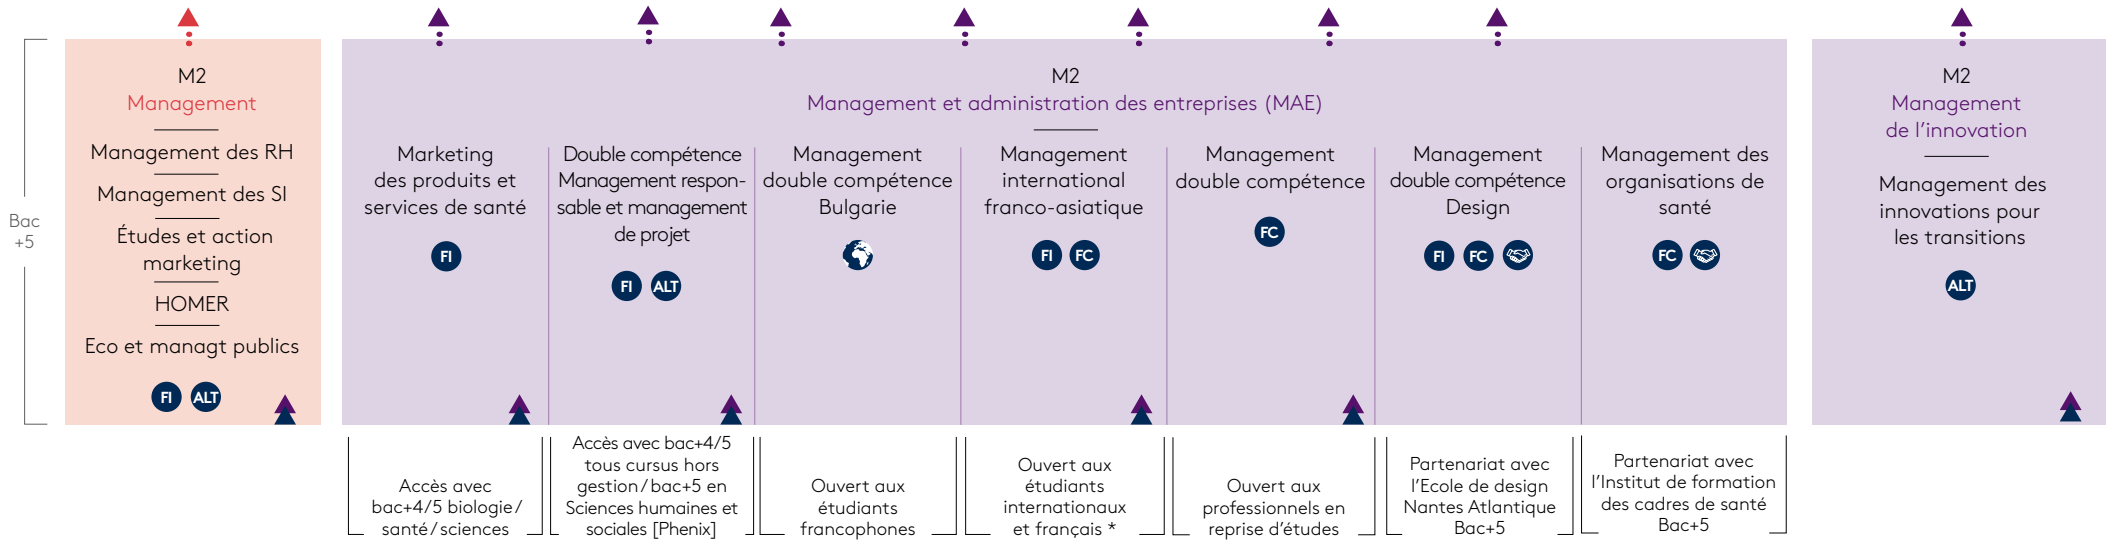 Bac
+5
M2
Management
Management des RH
Management des SI
Études et action
marketing
HOMER
Eco et managt publics
FI ALT
M2
Management et administration des entreprises (MAE)
Marketing
des produits et
services de santé
FI
Double compétence
Management respon-
sable et management
de projet
FI ALT
Management
double compétence
Bulgarie
Management
international
franco-asiatique
FI FC
Management
double compétence
FC
Management
double compétence
Design
FI FC
Management des
organisations de
santé
FC
M2
Management
de l'innovation
Management des
innovations pour
les transitions
ALT
Accès avec
bac+4/5 biologie/
santé/sciences
Accès avec bac+4/5
tous cursus hors
gestion/bac+5 en
Sciences humaines et
sociales [Phenix]
Ouvert aux
étudiants
francophones
Ouvert aux
étudiants
internationaux
et français *
Ouvert aux
professionnels en
reprise d'études
Partenariat avec
l'Ecole de design
Nantes Atlantique
Bac+5
Partenariat avec
l'Institut de formation
des cadres de santé
Bac+5